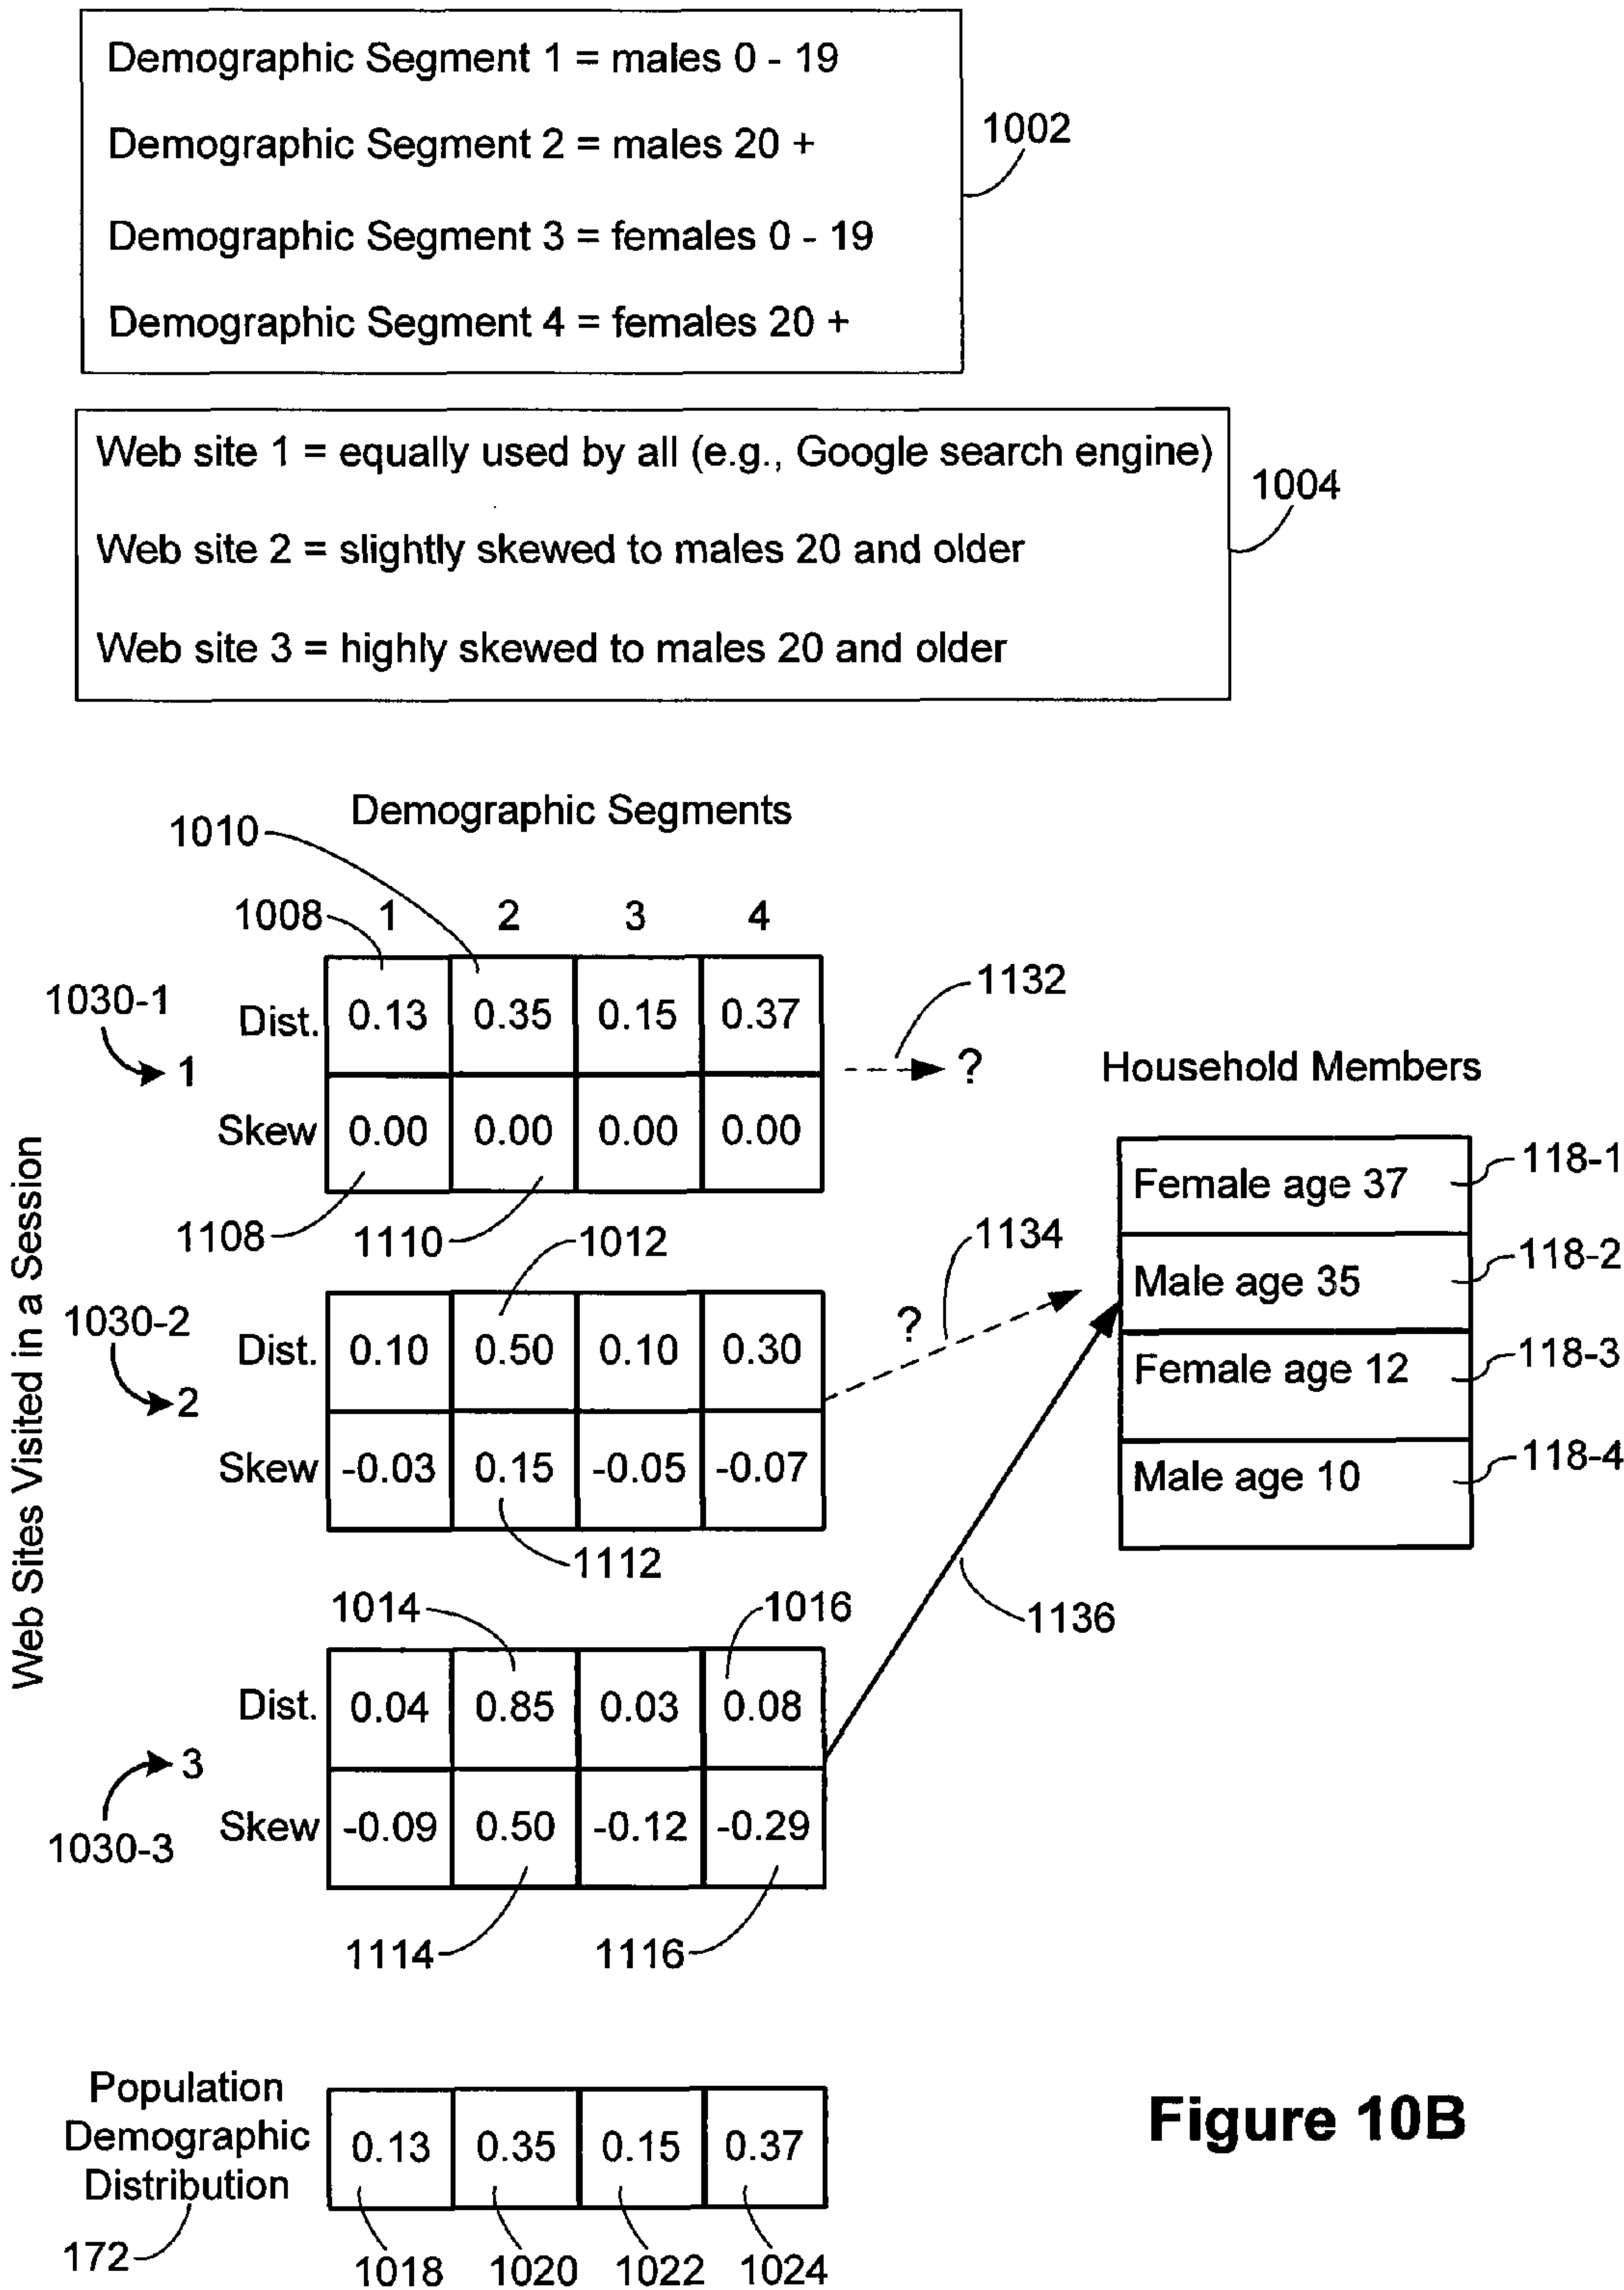 Demographic Segment 1 = males 0 - 19
Demographic Segment 2 = males 20 +
Demographic Segment 3 = females 0 - 19
Demographic Segment 4 = females 20 +
1002
Web site 1 = equally used by all (e.g., Google search engine)
Web site 2 = slightly skewed to males 20 and older
Web site 3 = highly skewed to males 20 and older
1004
Demographic Segments
1010
1008
1 2 3 4
Web Sites Visited in a Session
1030-1
1
Dist. 0.13 0.35 0.15 0.37
Skew 0.00 0.00 0.00 0.00
1132
?
1108
1110
1012
1030-2
2
Dist. 0.10 0.50 0.10 0.30
Skew -0.03 0.15 -0.05 -0.07
1134
?
1112
1014
1016
Dist. 0.04 0.85 0.03 0.08
3
1030-3
Skew -0.09 0.50 -0.12 -0.29
1136
1114
1116
Household Members
Female age 37
118-1
Male age 35
118-2
Female age 12
118-3
Male age 10
118-4
Population
Demographic
Distribution
172
0.13 0.35 0.15 0.37
1018 1020 1022 1024
Figure 10B